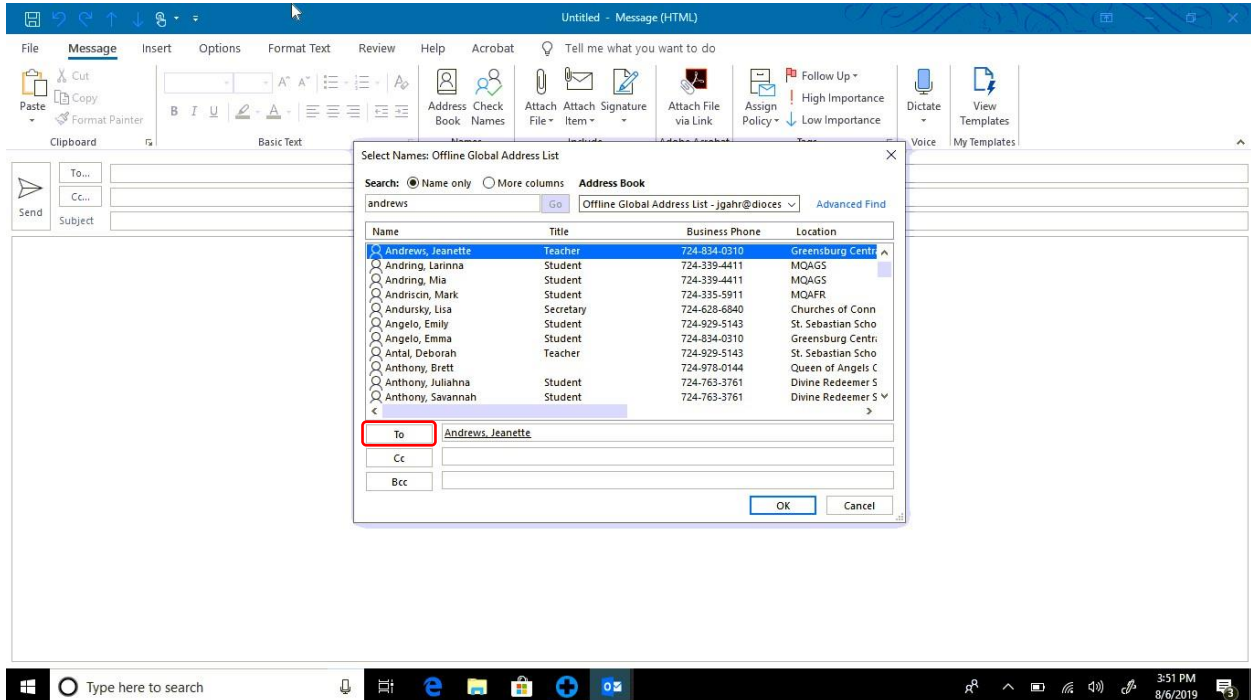 Untitled - Message (HTML)
File Message Insert Options Format Text Review Help Acrobat Tell me what you want to do
Paste
Cut
Copy
Format Painter
Clipboard
B I U A
Basic Text
Address Book
Check Names
Attach File
Attach Item
Signature
Attach File via Link
Assign Policy
Follow Up
High Importance
Low Importance
Dictate
Voice
View Templates
My Templates
Send
To...
Cc...
Subject
Select Names: Offline Global Address List
Search: Name only More columns Address Book
andrews Go Offline Global Address List - jgahr@dioces Advanced Find
Name Title Business Phone Location
Andrews, Jeanette Teacher 724-834-0310 Greensburg Centra
Andring, Larinna Student 724-339-4411 MQAGS
Andring, Mia Student 724-339-4411 MQAGS
Andriscin, Mark Student 724-335-5911 MQAFR
Andursky, Lisa Secretary 724-628-6840 Churches of Conn
Angelo, Emily Student 724-929-5143 St. Sebastian Scho
Angelo, Emma Student 724-834-0310 Greensburg Centra
Antal, Deborah Teacher 724-929-5143 St. Sebastian Scho
Anthony, Brett 724-978-0144 Queen of Angels C
Anthony, Juliahna Student 724-763-3761 Divine Redeemer S
Anthony, Savannah Student 724-763-3761 Divine Redeemer S
To Andrews, Jeanette
Cc
Bcc
OK Cancel
Type here to search
3:51 PM
8/6/2019